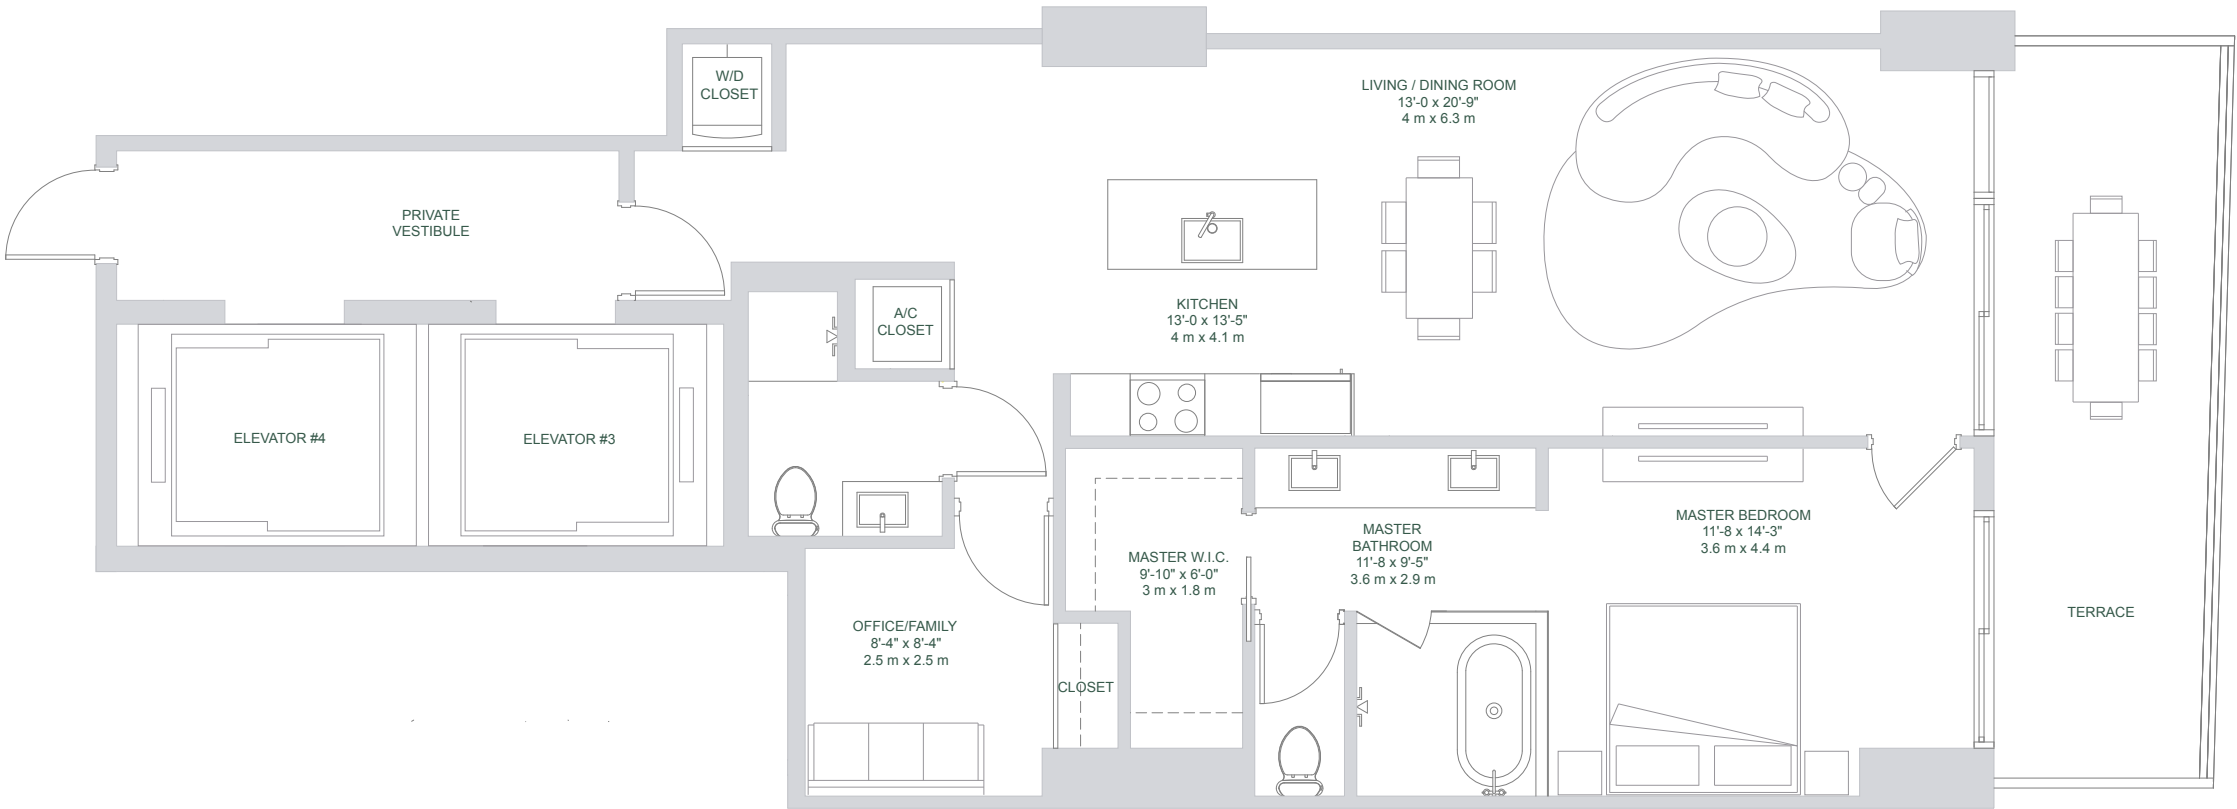 W/D
CLOSET
LIVING / DINING ROOM
13'-0 x 20'-9"
4 m x 6.3 m
PRIVATE
VESTIBULE
A/C
CLOSET
KITCHEN
13'-0 x 13'-5"
4 m x 4.1 m
ELEVATOR #4
ELEVATOR #3
MASTER BEDROOM
11'-8 x 14'-3"
3.6 m x 4.4 m
MASTER
BATHROOM
11'-8 x 9'-5"
3.6 m x 2.9 m
MASTER W.I.C.
9'-10" x 6'-0"
3 m x 1.8 m
OFFICE/FAMILY
8'-4" x 8'-4"
2.5 m x 2.5 m
TERRACE
CLOSET